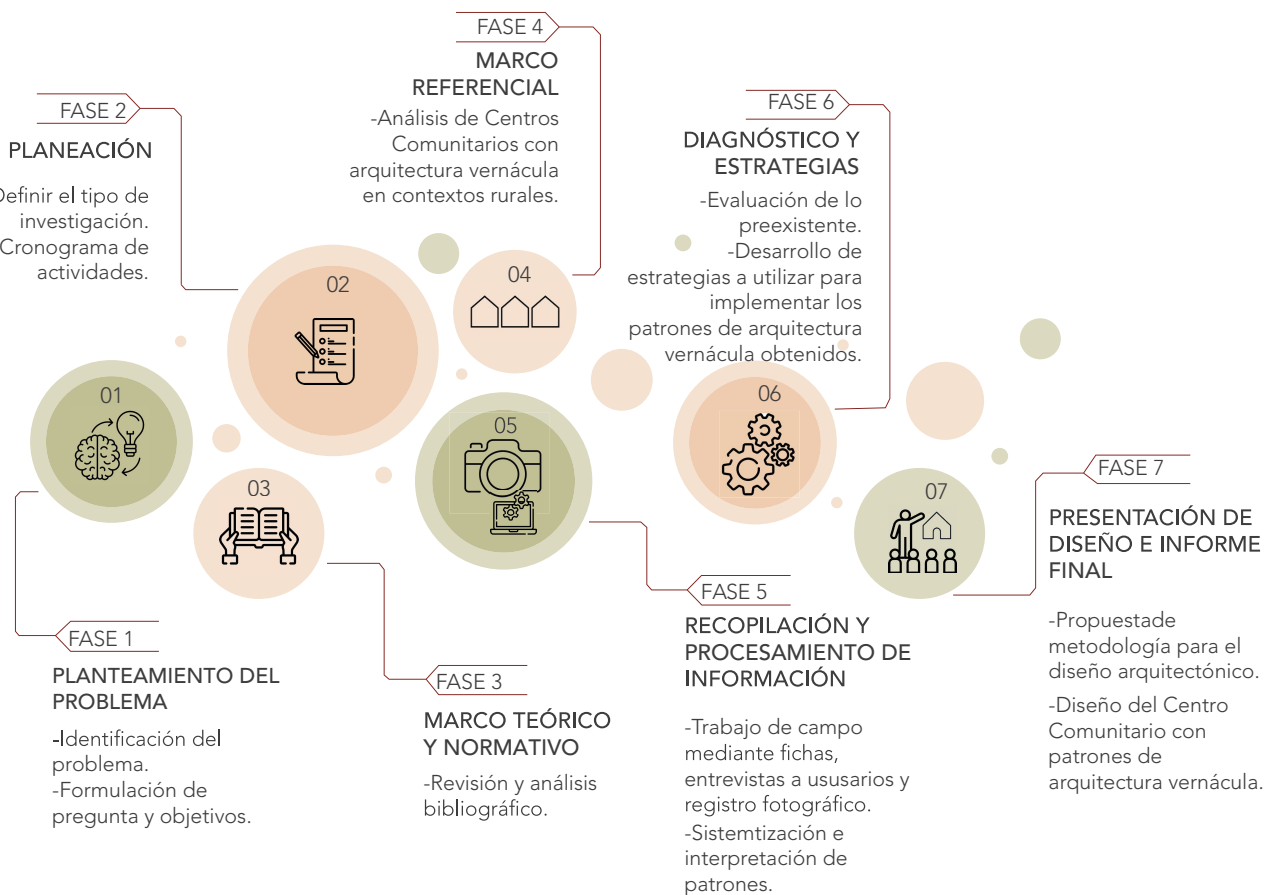 FASE 4
MARCO
REFERENCIAL
-Análisis de Centros
Comunitarios con
arquitectura vernácula
en contextos rurales.
FASE 2
PLANEACIÓN
Definir el tipo de
investigación.
Cronograma de
actividades.
FASE 6
DIAGNÓSTICO Y
ESTRATEGIAS
-Evaluación de lo
preexistente.
-Desarrollo de
estrategias a utilizar para
implementar los
patrones de arquitectura
vernácula obtenidos.
01
02
03
04
05
06
07
FASE 1
PLANTEAMIENTO DEL
PROBLEMA
-Identificación del
problema.
-Formulación de
pregunta y objetivos.
FASE 3
MARCO TEÓRICO
Y NORMATIVO
-Revisión y análisis
bibliográfico.
FASE 5
RECOPILACIÓN Y
PROCESAMIENTO DE
INFORMACIÓN
-Trabajo de campo
mediante fichas,
entrevistas a ususarios y
registro fotográfico.
-Sistemtización e
interpretación de
patrones.
FASE 7
PRESENTACIÓN DE
DISEÑO E INFORME
FINAL
-Propuestade
metodología para el
diseño arquitectónico.
-Diseño del Centro
Comunitario con
patrones de
arquitectura vernácula.